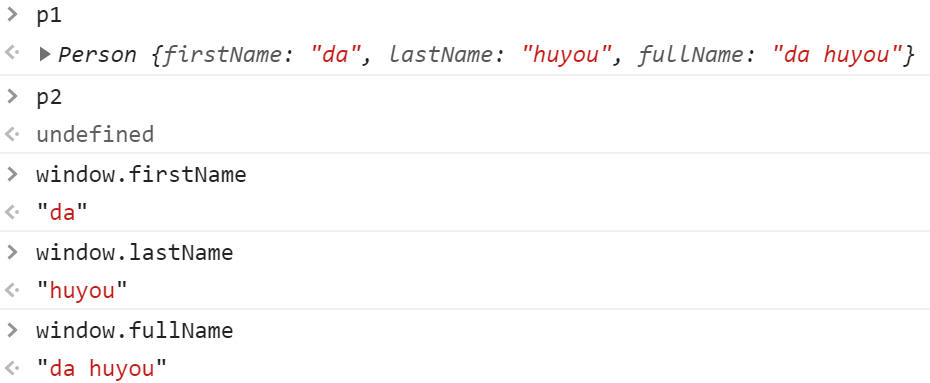 > p1
<· ▶ Person {firstName: "da", lastName: "huyou", fullName: "da huyou"}
> p2
<· undefined
> window.firstName
<· "da"
> window.lastName
<· "huyou"
> window.fullName
<· "da huyou"